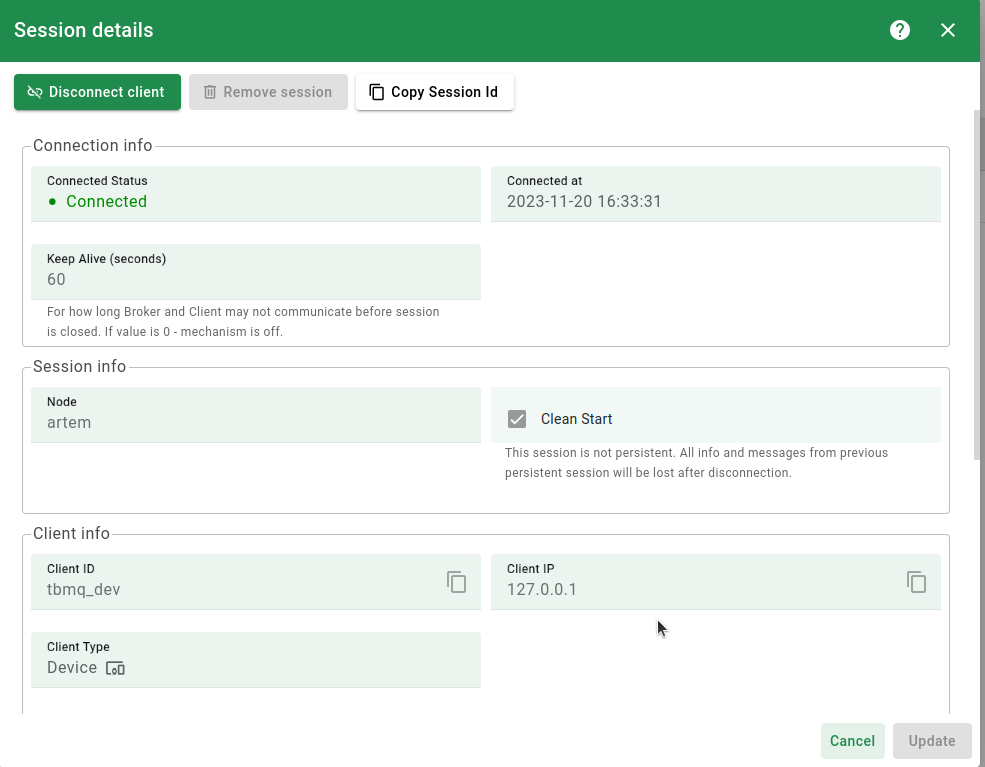 Session details
Disconnect client
Remove session
Copy Session Id
Connection info
Connected Status
Connected
Connected at
2023-11-20 16:33:31
Keep Alive (seconds)
60
For how long Broker and Client may not communicate before session
is closed. If value is 0 - mechanism is off.
Session info
Node
artem
Clean Start
This session is not persistent. All info and messages from previous
persistent session will be lost after disconnection.
Client info
Client ID
tbmq_dev
Client IP
127.0.0.1
Client Type
Device
Cancel
Update